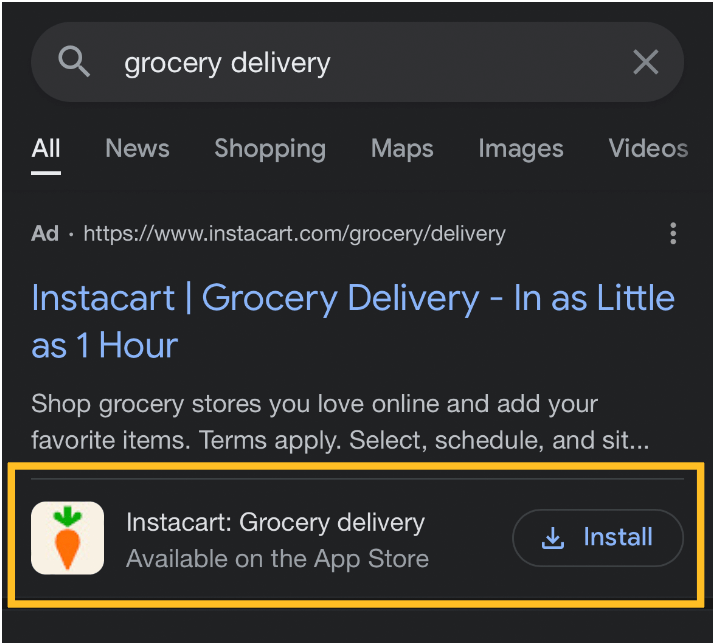 grocery delivery
All News Shopping Maps Images Videos
Ad · https://www.instacart.com/grocery/delivery
Instacart | Grocery Delivery - In as Little
as 1 Hour
Shop grocery stores you love online and add your
favorite items. Terms apply. Select, schedule, and sit...
Instacart: Grocery delivery
Available on the App Store
Install